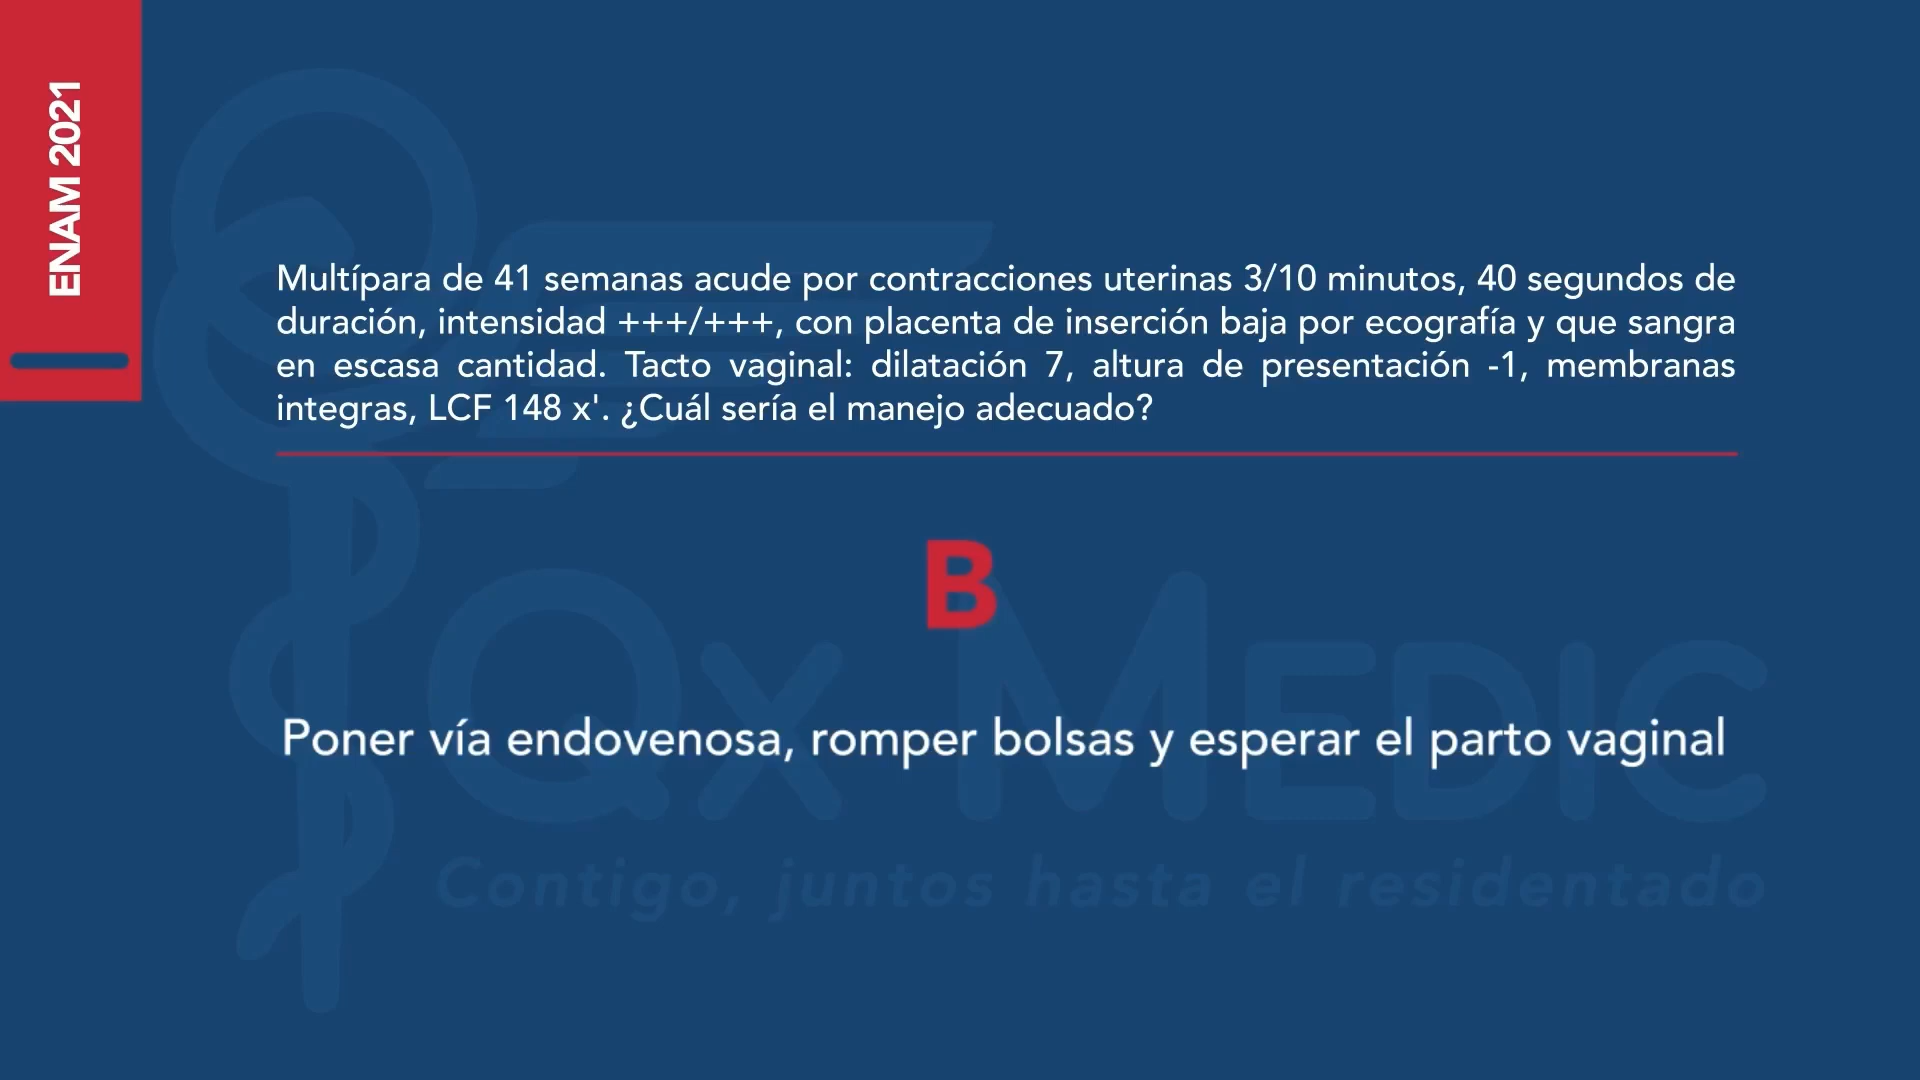 ENAM 2021
Multípara de 41 semanas acude por contracciones uterinas 3/10 minutos, 40 segundos de
duración, intensidad +++/+++, con placenta de inserción baja por ecografía y que sangra
en escasa cantidad. Tacto vaginal: dilatación 7, altura de presentación -1, membranas
integras, LCF 148 x'. ¿Cuál sería el manejo adecuado?
B
Poner vía endovenosa, romper bolsas y esperar el parto vaginal
Qx MEDIC
Contigo, juntos hasta el residentado